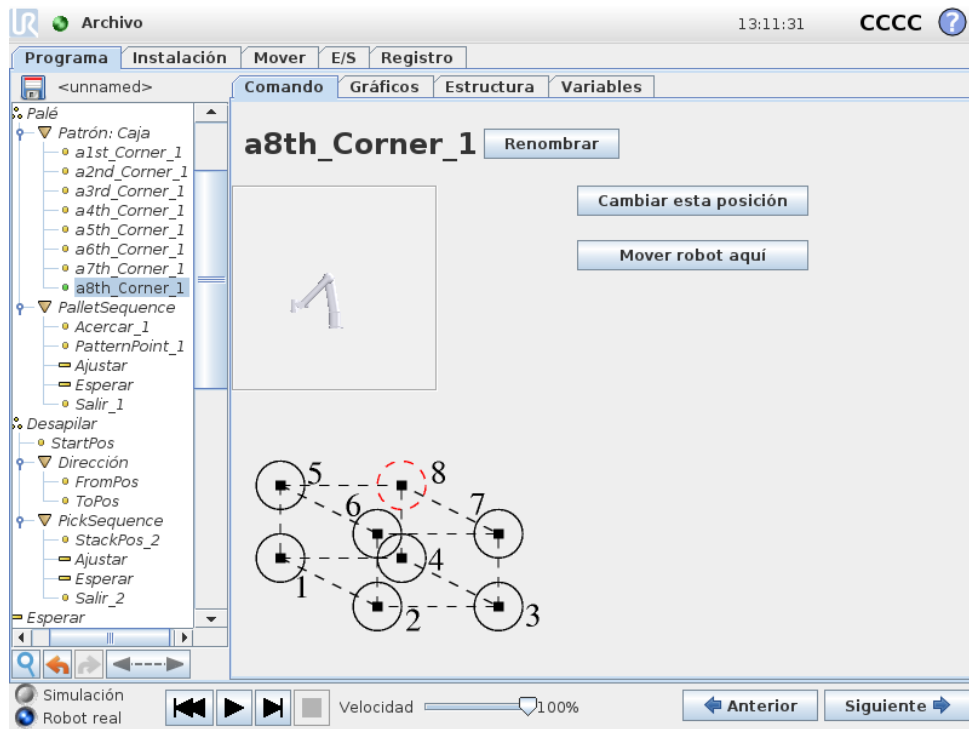 UR Archivo 13:11:31 CCCC ?
Programa Instalación Mover E/S Registro
<unnamed>
Comando Gráficos Estructura Variables
Palé
Patrón: Caja
a1st_Corner_1
a2nd_Corner_1
a3rd_Corner_1
a4th_Corner_1
a5th_Corner_1
a6th_Corner_1
a7th_Corner_1
a8th_Corner_1
PalletSequence
Acercar_1
PatternPoint_1
Ajustar
Esperar
Salir_1
Desapilar
StartPos
Dirección
FromPos
ToPos
PickSequence
StackPos_2
Ajustar
Esperar
Salir_2
Esperar
a8th_Corner_1 Renombrar
Cambiar esta posición
Mover robot aquí
5 8
6 7
1 4
2 3
Simulación
Robot real
Velocidad 100%
Anterior Siguiente